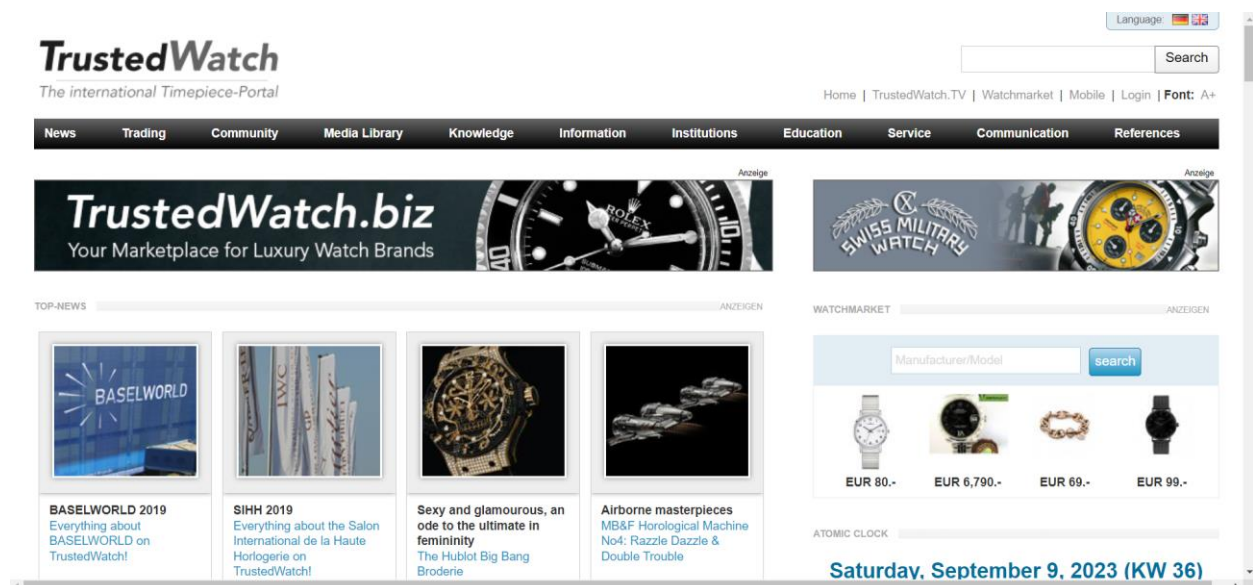 Language:
TrustedWatch
The international Timepiece-Portal
Search
Home | TrustedWatch.TV | Watchmarket | Mobile | Login | Font: A+
News Trading Community Media Library Knowledge Information Institutions Education Service Communication References
Anzeige
TrustedWatch.biz
Your Marketplace for Luxury Watch Brands
ROLEX
40
Anzeige
CX
SWISS MILITARY
WATCH
TOP-NEWS
ANZEIGEN
BASELWORLD
IWC
GP
BASELWORLD 2019
Everything about
BASELWORLD on
TrustedWatch!
SIHH 2019
Everything about the Salon
International de la Haute
Horlogerie on
TrustedWatch!
Sexy and glamourous, an
ode to the ultimate in
femininity
The Hublot Big Bang
Broderie
Airborne masterpieces
MB&F Horological Machine
No4: Razzle Dazzle &
Double Trouble
WATCHMARKET
ANZEIGEN
Manufacturer/Model
search
EUR 80.- EUR 6,790.- EUR 69.- EUR 99.-
ATOMIC CLOCK
Saturday, September 9, 2023 (KW 36)